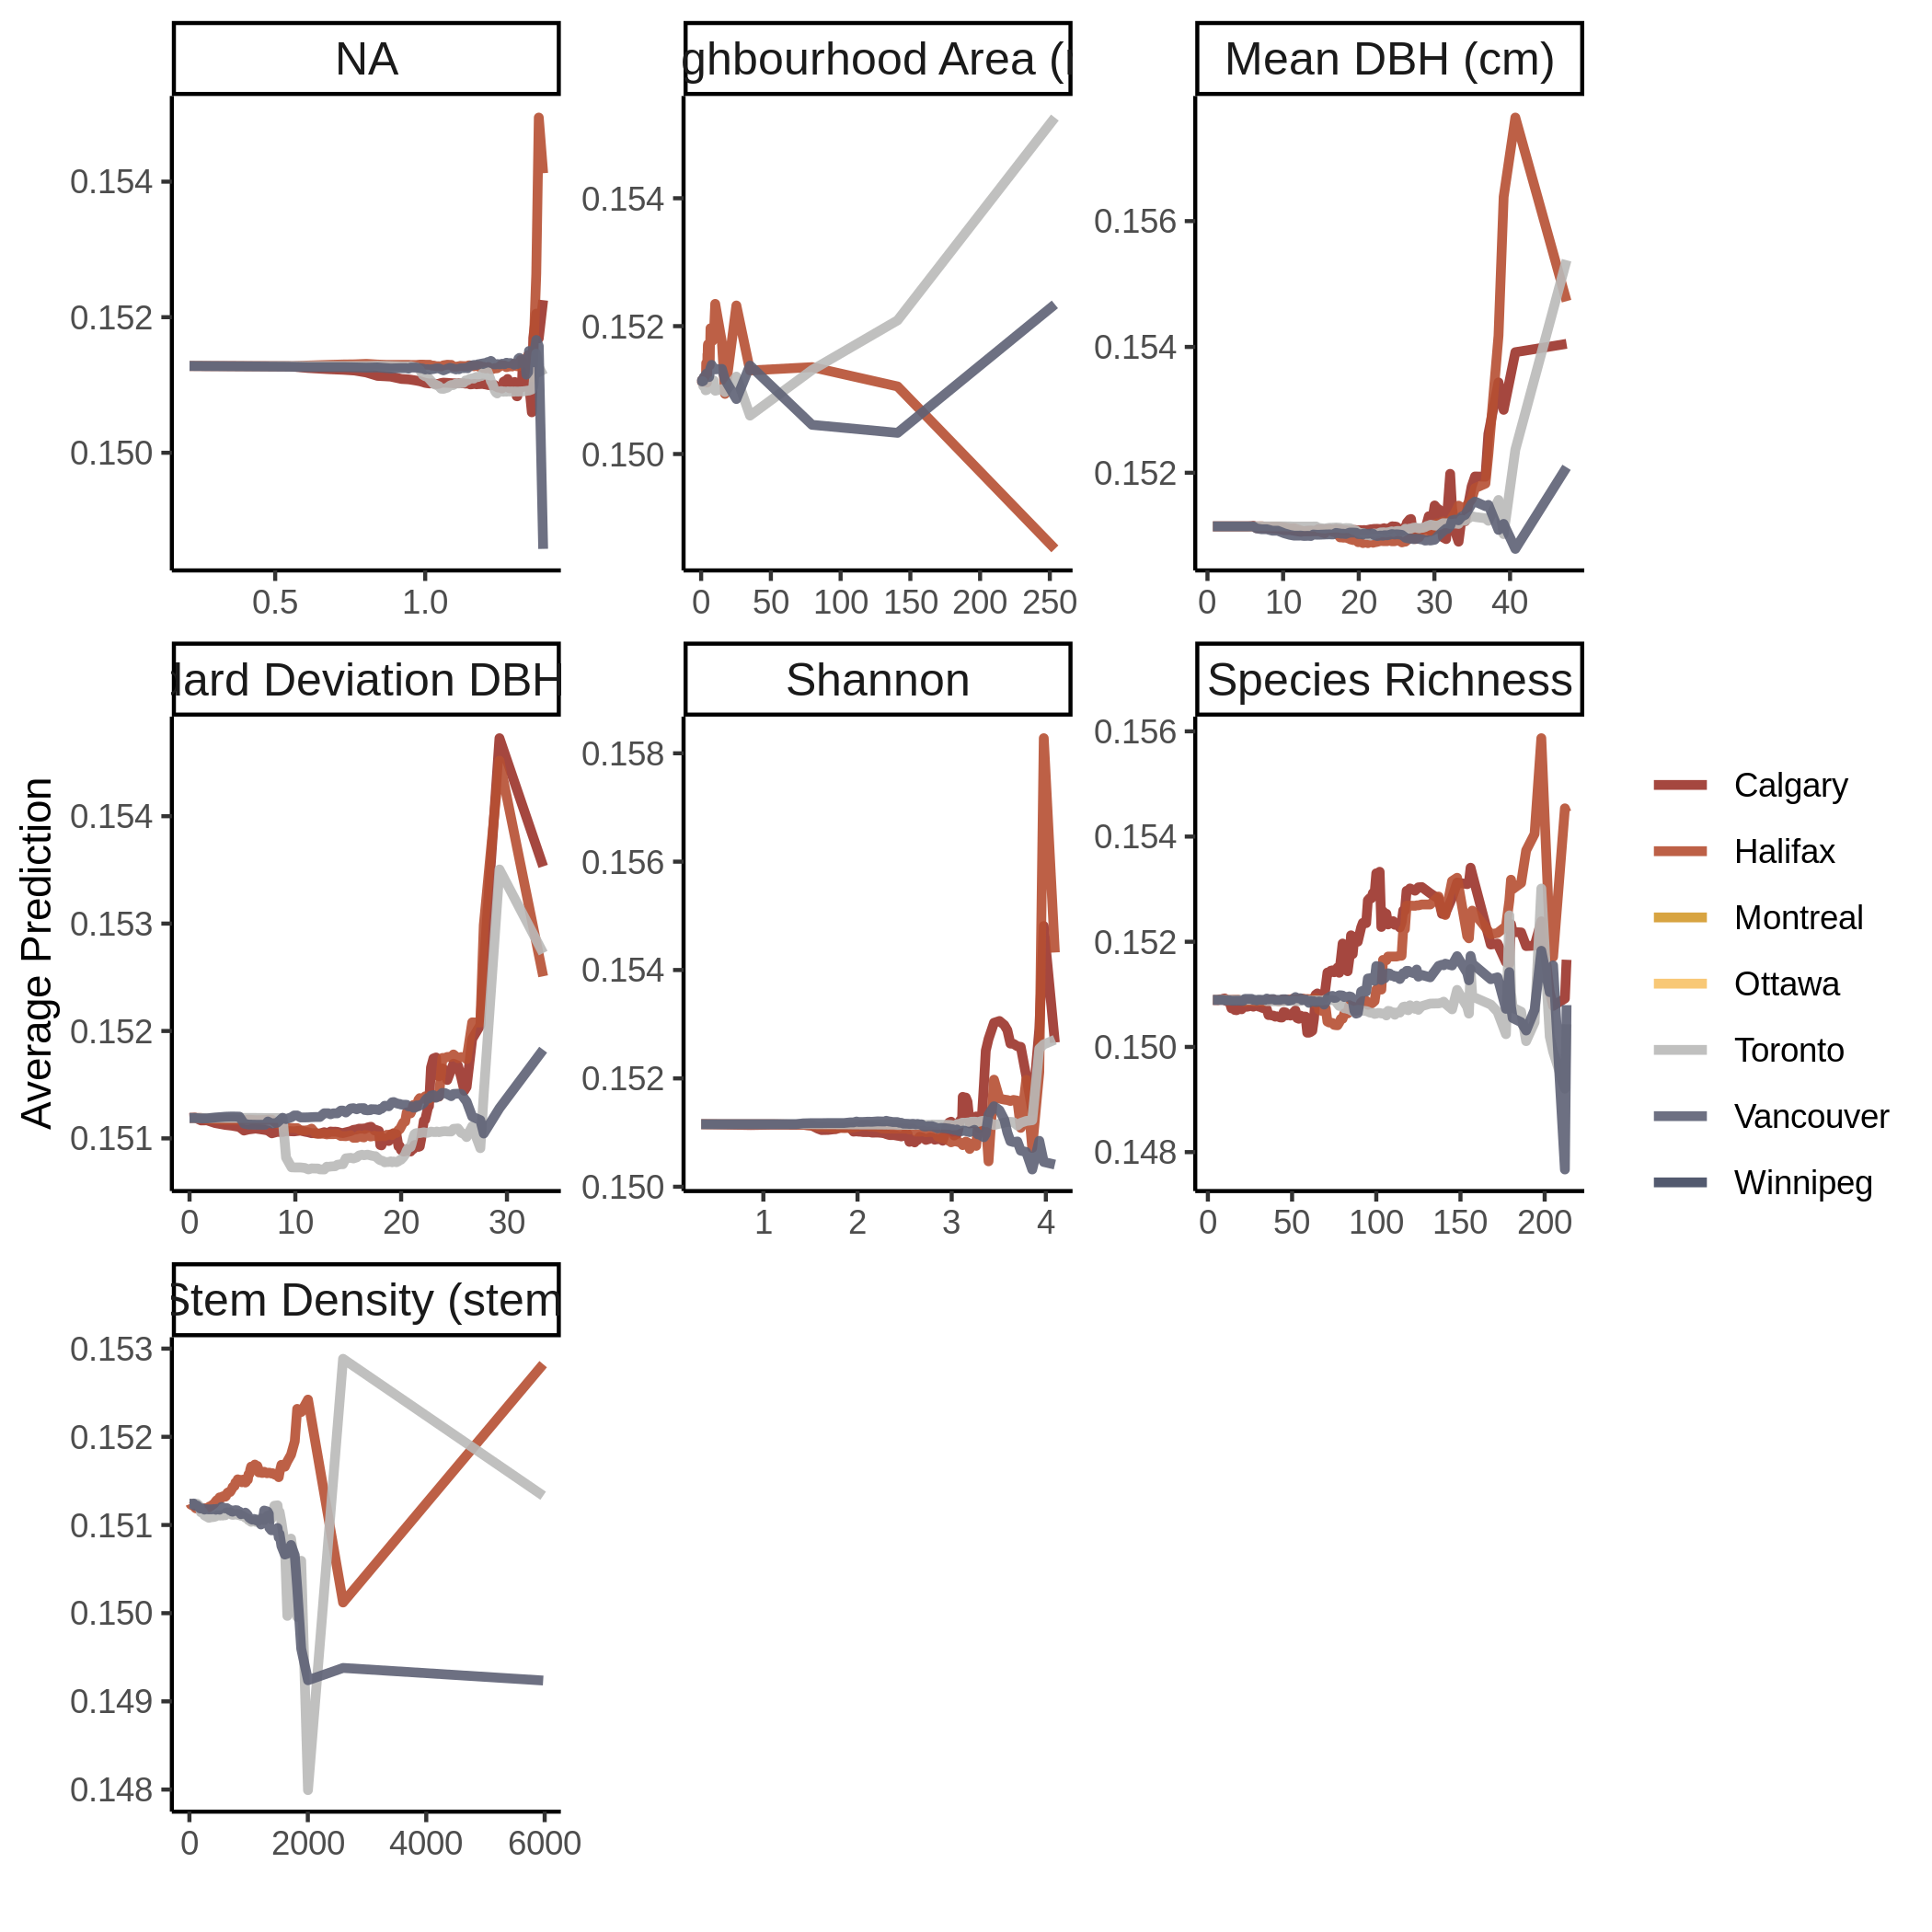 NA
ghbourhood Area (
Mean DBH (cm)
0.154
0.152
0.150
0.5 1.0
0.154
0.152
0.150
0 50 100 150 200 250
0.156
0.154
0.152
0 10 20 30 40
dard Deviation DBH
Shannon
Species Richness
Average Prediction
0.154
0.153
0.152
0.151
0 10 20 30
0.158
0.156
0.154
0.152
0.150
1 2 3 4
0.156
0.154
0.152
0.150
0.148
0 50 100 150 200
Calgary
Halifax
Montreal
Ottawa
Toronto
Vancouver
Winnipeg
Stem Density (stem
0.153
0.152
0.151
0.150
0.149
0.148
0 2000 4000 6000